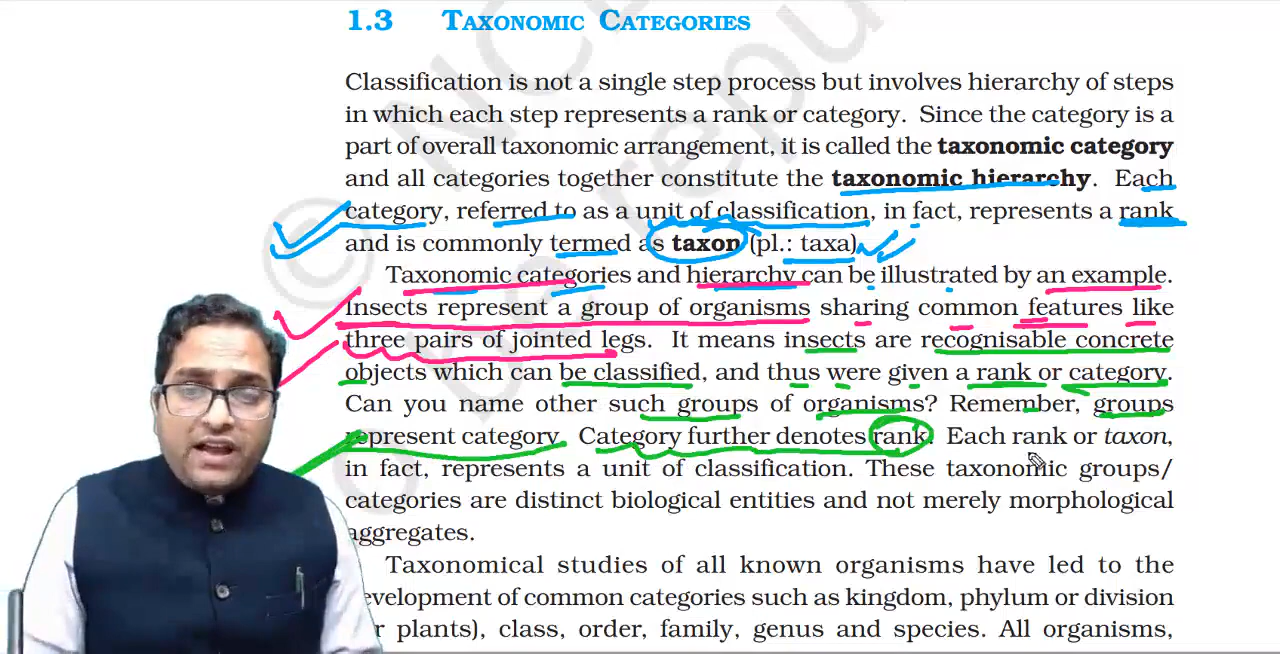 1.3 TAXONOMIC CATEGORIES
Classification is not a single step process but involves hierarchy of steps
in which each step represents a rank or category. Since the category is a
part of overall taxonomic arrangement, it is called the taxonomic category
and all categories together constitute the taxonomic hierarchy. Each
category, referred to as a unit of classification, in fact, represents a rank
and is commonly termed as taxon (pl.: taxa).
Taxonomic categories and hierarchy can be illustrated by an example.
Insects represent a group of organisms sharing common features like
three pairs of jointed legs. It means insects are recognisable concrete
objects which can be classified, and thus were given a rank or category.
Can you name other such groups of organisms? Remember, groups
represent category. Category further denotes rank. Each rank or taxon,
in fact, represents a unit of classification. These taxonomic groups/
categories are distinct biological entities and not merely morphological
aggregates.
Taxonomical studies of all known organisms have led to the
development of common categories such as kingdom, phylum or division
plants), class, order, family, genus and species. All organisms,